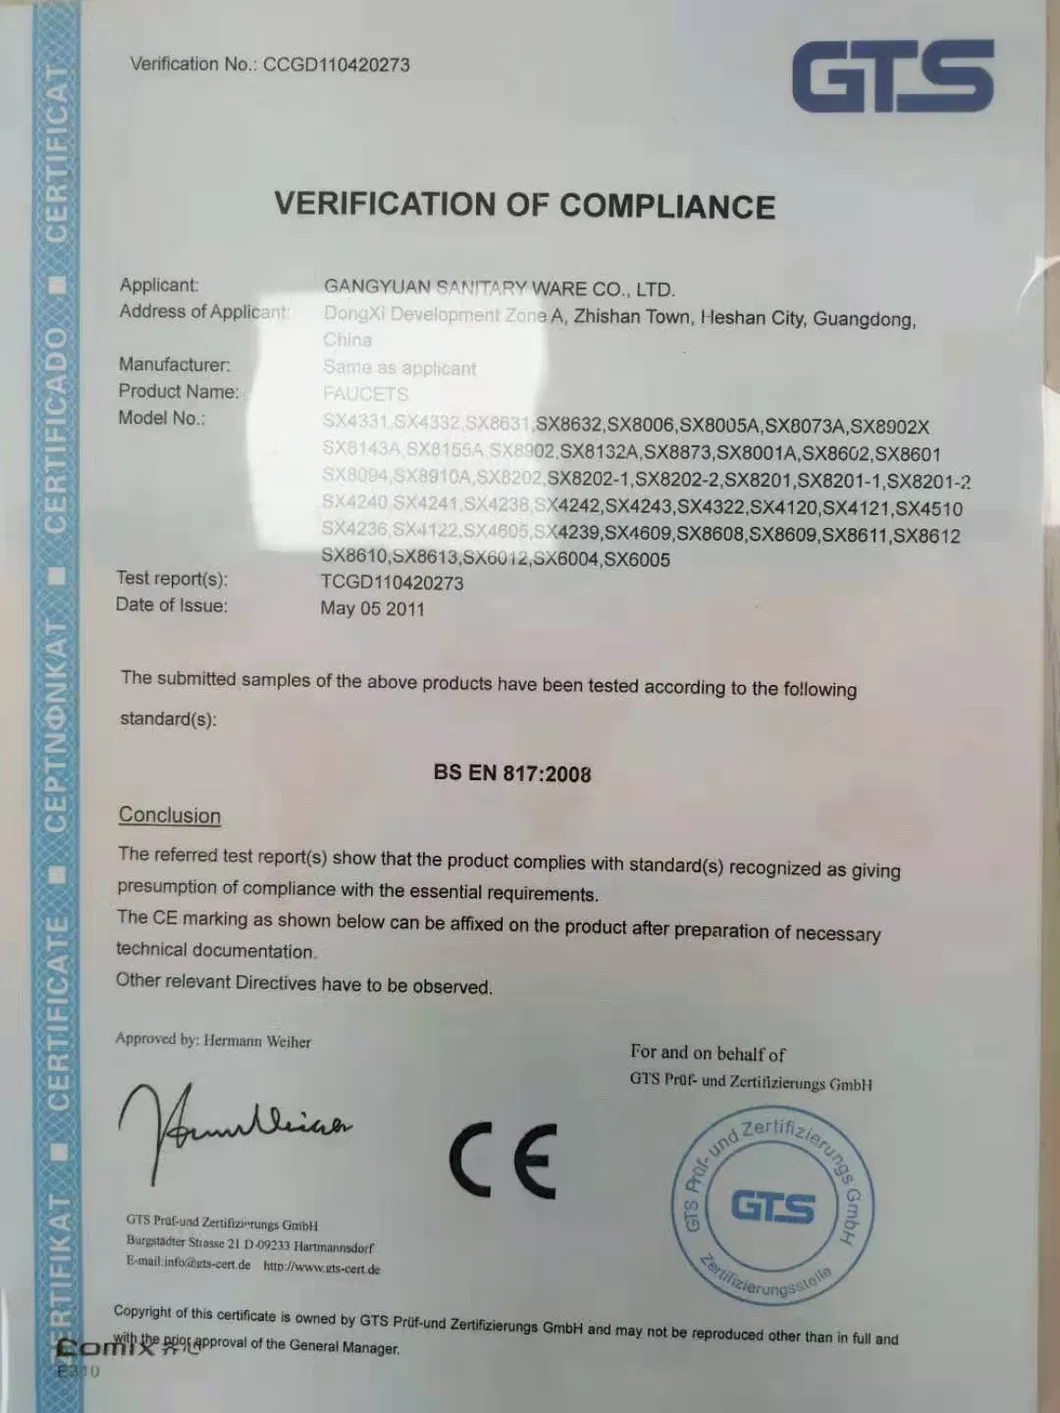 Verification No.: CCGD110420273
GTS
VERIFICATION OF COMPLIANCE
Applicant: GANGYUAN SANITARY WARE CO., LTD.
Address of Applicant: DongXi Development Zone A, Zhishan Town, Heshan City, Guangdong,
China
Manufacturer: Same as applicant
Product Name: FAUCETS
Model No.: SX4331,SX4332,SX8631,SX8632,SX8006,SX8005A,SX8073A,SX8902X
SX8143A,SX8155A,SX8902,SX8132A,SX8873,SX8001A,SX8602,SX8601
SX8094,SX8910A,SX8202,SX8202-1,SX8202-2,SX8201,SX8201-1,SX8201-2
SX4240,SX4241,SX4238,SX4242,SX4243,SX4322,SX4120,SX4121,SX4510
SX4236,SX4122,SX4605,SX4239,SX4609,SX8608,SX8609,SX8611,SX8612
SX8610,SX8613,SX6012,SX6004,SX6005
Test report(s): TCGD110420273
Date of Issue: May 05 2011
The submitted samples of the above products have been tested according to the following
standard(s):
BS EN 817:2008
Conclusion
The referred test report(s) show that the product complies with standard(s) recognized as giving
presumption of compliance with the essential requirements.
The CE marking as shown below can be affixed on the product after preparation of necessary
technical documentation.
Other relevant Directives have to be observed.
Approved by: Hermann Weiher
For and on behalf of
GTS Prüf- und Zertifizierungs GmbH
CE
GTS Prüf- und Zertifizierungs GmbH
GTS
Zertifizierungsstelle
GTS Prüf-und Zertifizierungs GmbH
Burgstädter Strasse 21 D-09233 Hartmannsdorf
E-mail:info@gts-cert.de http://www.gts-cert.de
Copyright of this certificate is owned by GTS Prüf-und Zertifizierungs GmbH and may not be reproduced other than in full and
with the prior approval of the General Manager.
Comix 齐心
E310
ZERTIFIKAT ■ CERTIFICATE ■ CEPTNФNKAT ■ CERTIFICADO ■ CERTIFICAT